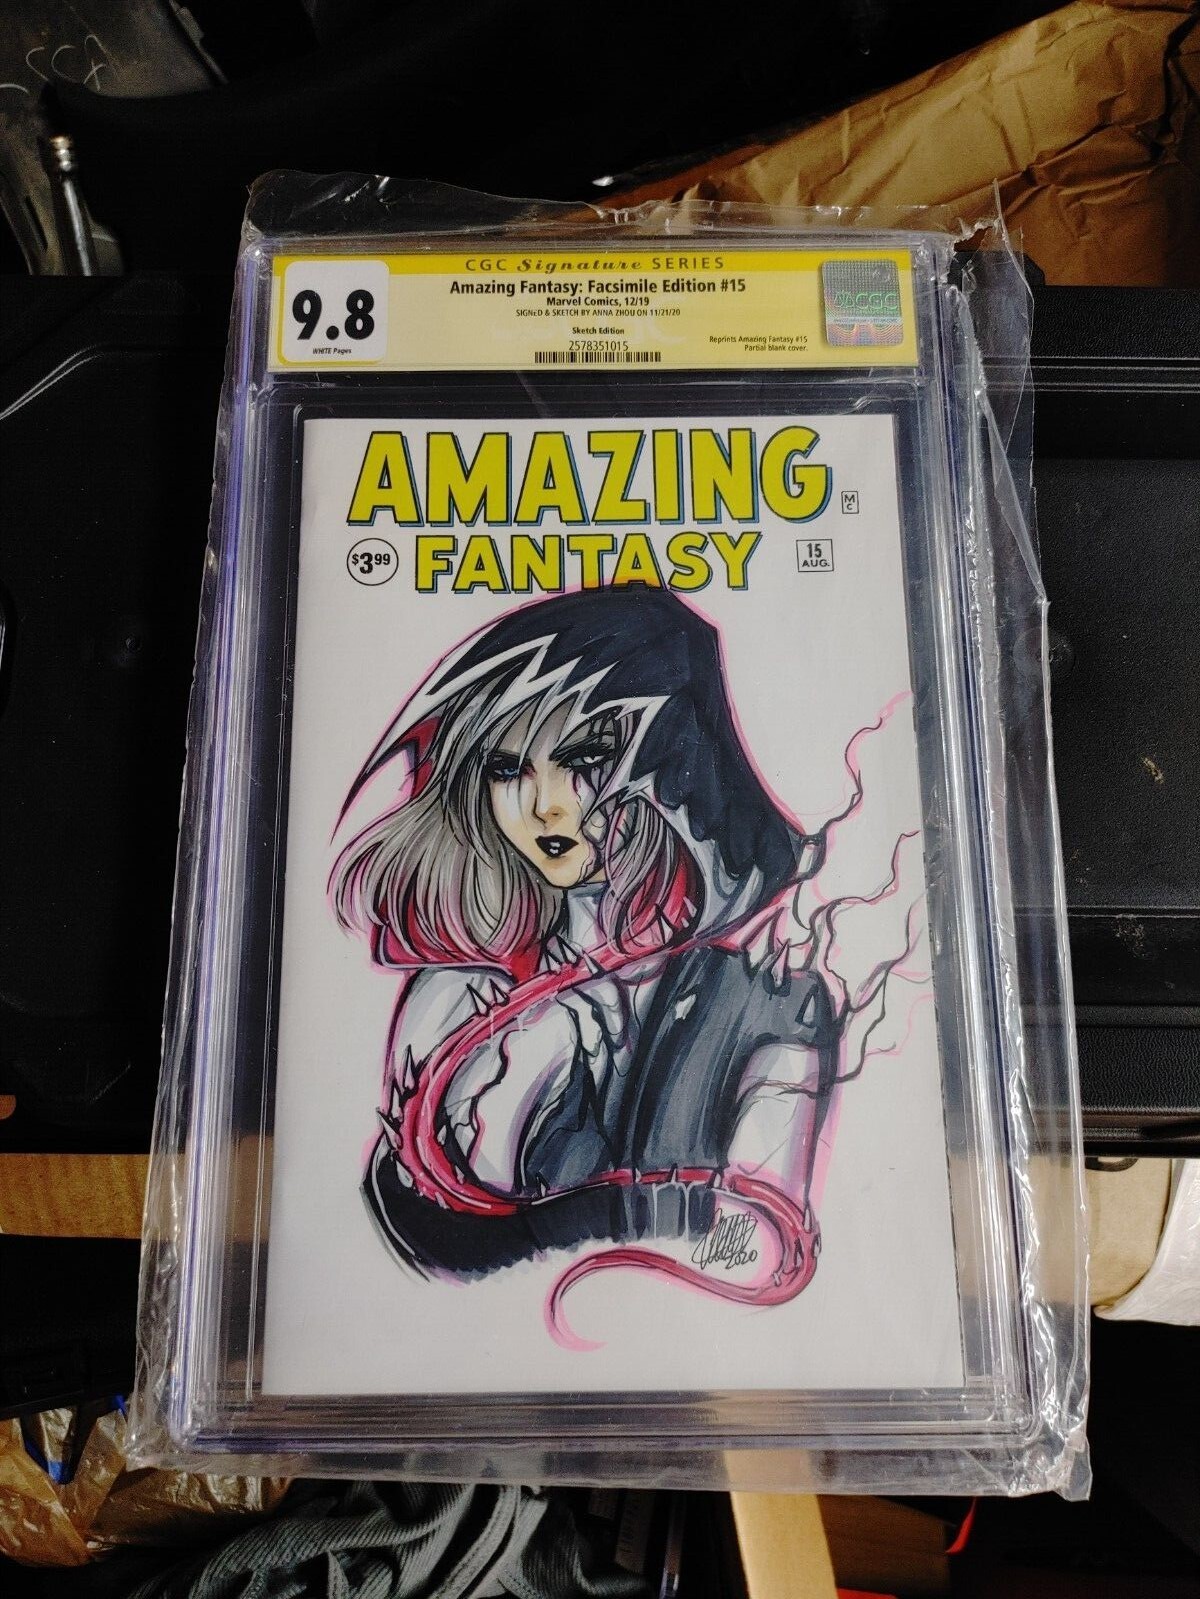 CGC Signature SERIES
9.8
WHITE Pages
Amazing Fantasy: Facsimile Edition #15
Marvel Comics, 12/19
SIGNED & SKETCH BY ANNA ZHOU ON 11/21/20
Sketch Edition
2578351015
Reprints Amazing Fantasy #15
Partial blank cover.
CGC
AMAZING
MC
$3.99
FANTASY
15
AUG.
2020